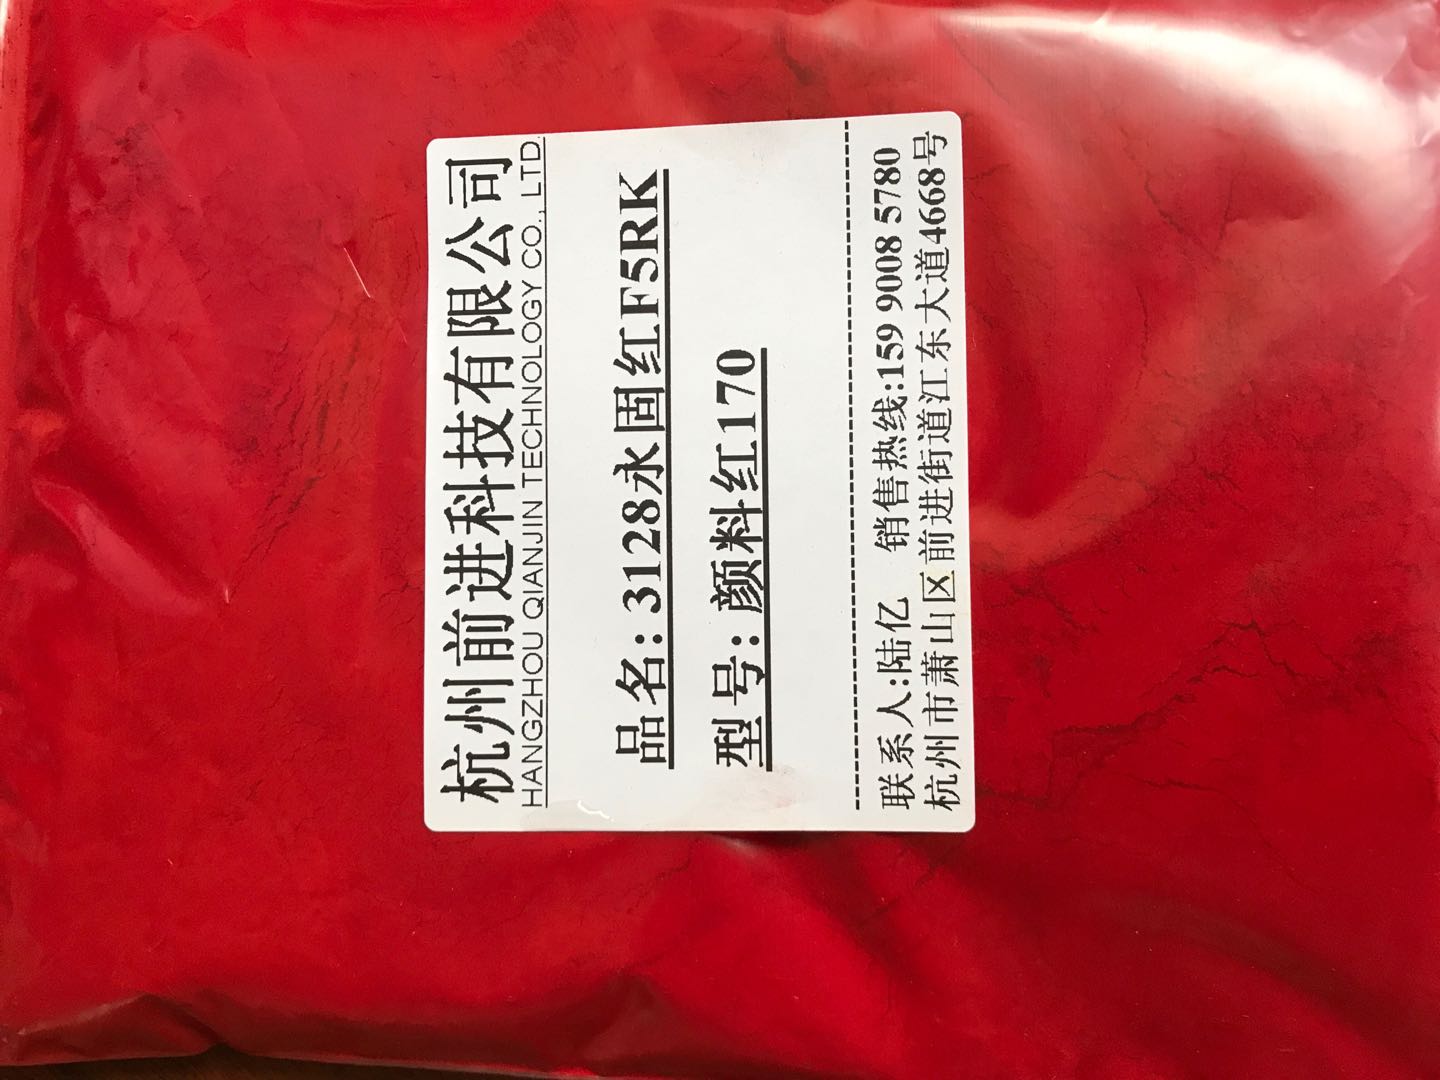 杭州前进科技有限公司
HANGZHOU QIANJIN TECHNOLOGY CO., LTD.
品名: 3128永固红F5RK
型号: 颜料红170
联系人:陆亿 销售热线:159 9008 5780
杭州市萧山区前进街道江东大道4668号